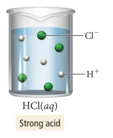 Cl⁻
H⁺
HCl(aq)
Strong acid